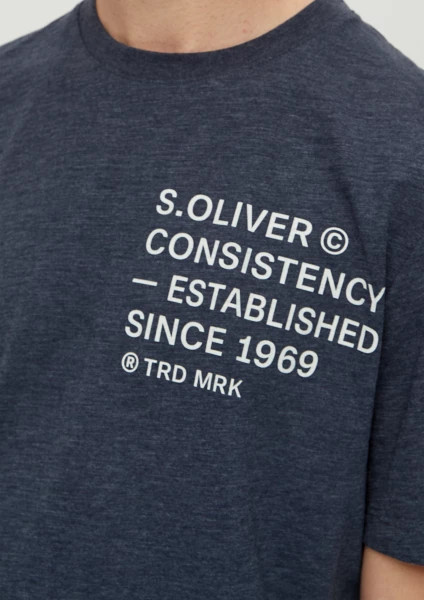 S.OLIVER ©
CONSISTENCY
— ESTABLISHED
SINCE 1969
® TRD MRK